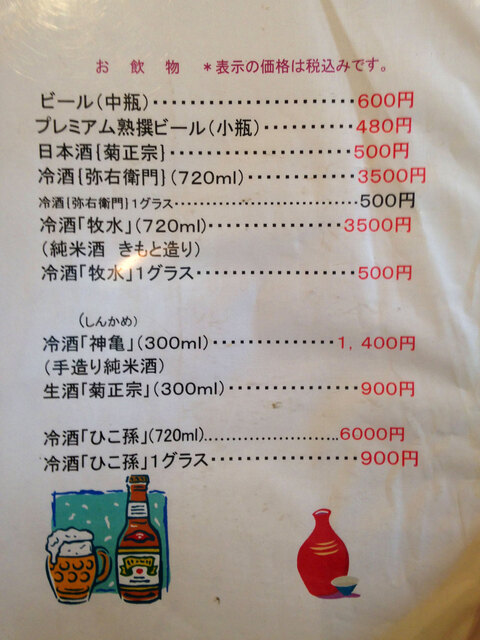 お 飲 物 *表示の価格は税込みです。
ビール(中瓶)・・・・・・・・・・・・・・・・・・・・600円
プレミアム熟撰ビール(小瓶)・・・・・・・・・480円
日本酒{菊正宗}・・・・・・・・・・・・・・・・・・500円
冷酒{弥右衛門}(720ml)・・・・・・・・・・・3500円
冷酒{弥右衛門}1グラス・・・・・・・・・・・・・・・・500円
冷酒「牧水」(720ml)・・・・・・・・・・・・・3500円
(純米酒 きもと造り)
冷酒「牧水」1グラス・・・・・・・・・・・・・・・500円
(しんかめ)
冷酒「神亀」(300ml)・・・・・・・・・・・・1,400円
(手造り純米酒)
生酒「菊正宗」(300ml)・・・・・・・・・・・・900円
冷酒「ひこ孫」(720ml)........................6000円
冷酒「ひこ孫」1グラス・・・・・・・・・・・・・・900円